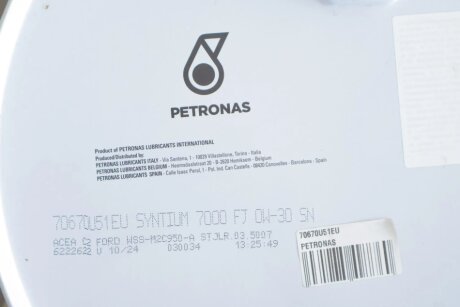 PETRONAS
Product of PETRONAS LUBRICANTS INTERNATIONAL
Produced/Distributed by
PETRONAS LUBRICANTS ITALY - Via Santena, 1 - 10029 Villastellone, Torino - Italia
PETRONAS LUBRICANTS BELGIUM - Heemsdaalstraat 20 - B-2620 Hemiksem - Belgium
PETRONAS LUBRICANTS SPAIN - Calle Isaac Peral, 1 - Pol. Ind. Can Castells - 08420 Canovelles - Barcelona - Spain
70670U51EU SYNTIUM 7000 FJ 0W-30 SN
ACEA C2 FORD WSS-M2C950-A STJLR 03.5007
6222622 V 10/24 030034 13:25:49
70670U51EU
PETRONAS